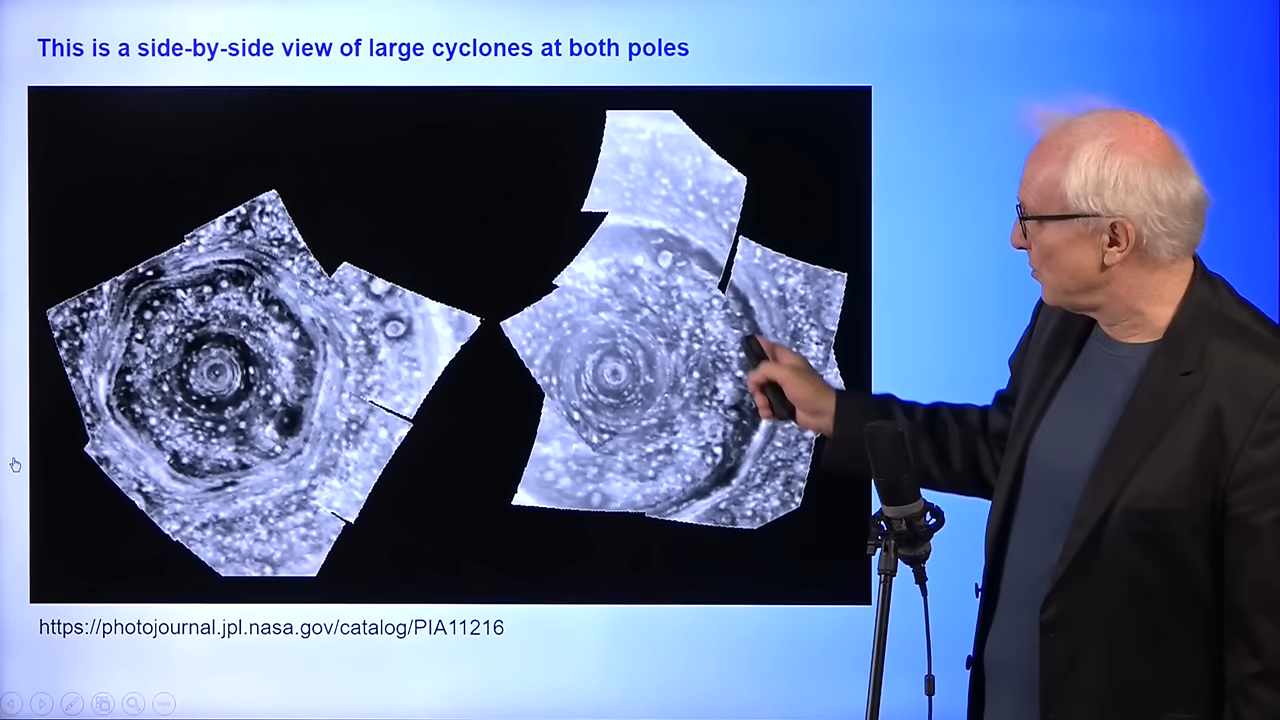 This is a side-by-side view of large cyclones at both poles
https://photojournal.jpl.nasa.gov/catalog/PIA11216